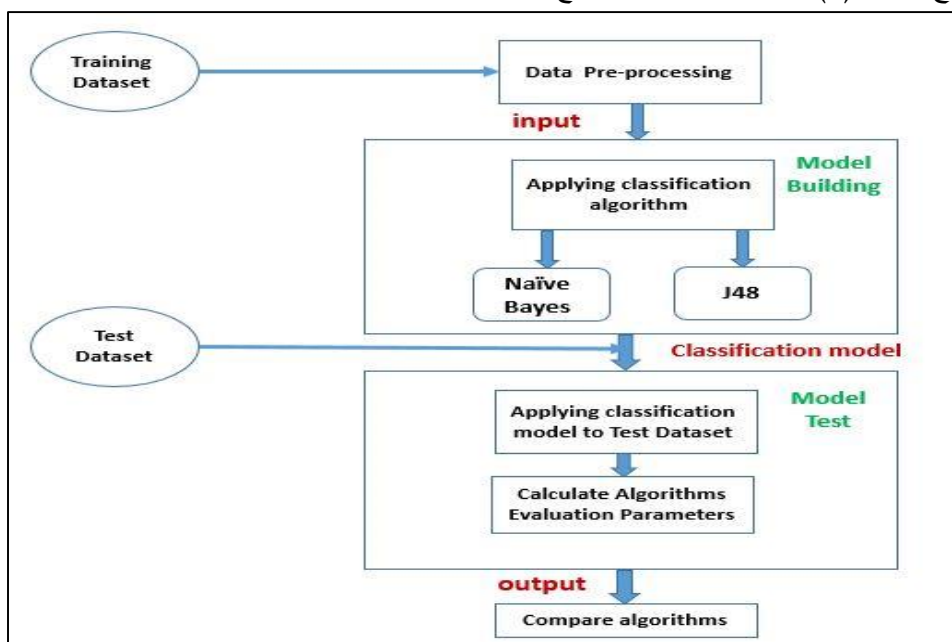 Training
Dataset
Data Pre-processing
input
Model
Building
Applying classification
algorithm
Naïve
Bayes
J48
Test
Dataset
Classification model
Model
Test
Applying classification
model to Test Dataset
Calculate Algorithms
Evaluation Parameters
output
Compare algorithms